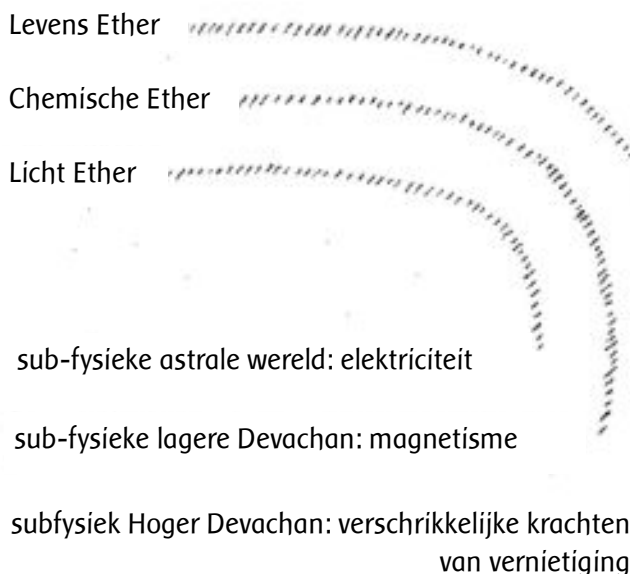 Levens Ether
Chemische Ether
Licht Ether
sub-fysieke astrale wereld: elektriciteit
sub-fysieke lagere Devachan: magnetisme
subfysiek Hoger Devachan: verschrikkelijke krachten
van vernietiging